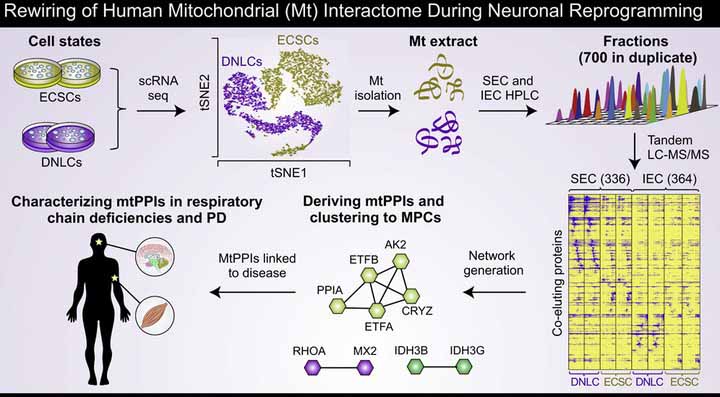 Rewiring of Human Mitochondrial (Mt) Interactome During Neuronal Reprogramming
Cell states
ECSCs
DNLCs
scRNA
seq
tSNE2
DNLCs
ECSCs
tSNE1
Mt
isolation
Mt extract
SEC and
IEC HPLC
Fractions
(700 in duplicate)
Tandem
LC-MS/MS
SEC (336) IEC (364)
Co-eluting proteins
DNLC ECSC DNLC ECSC
Network
generation
Deriving mtPPIs and
clustering to MPCs
AK2
ETFB
PPIA
CRYZ
ETFA
RHOA MX2 IDH3B IDH3G
MtPPIs linked
to disease
Characterizing mtPPIs in respiratory
chain deficiencies and PD